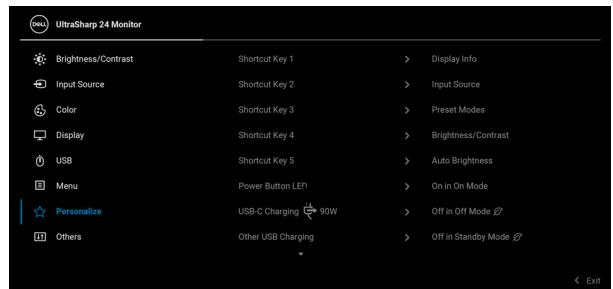 DELL UltraSharp 24 Monitor
Brightness/Contrast Shortcut Key 1 > Display Info
Input Source Shortcut Key 2 > Input Source
Color Shortcut Key 3 > Preset Modes
Display Shortcut Key 4 > Brightness/Contrast
USB Shortcut Key 5 > Auto Brightness
Menu Power Button LED > On in On Mode
Personalize USB-C Charging 90W > Off in Off Mode
Others Other USB Charging > Off in Standby Mode
< Exit